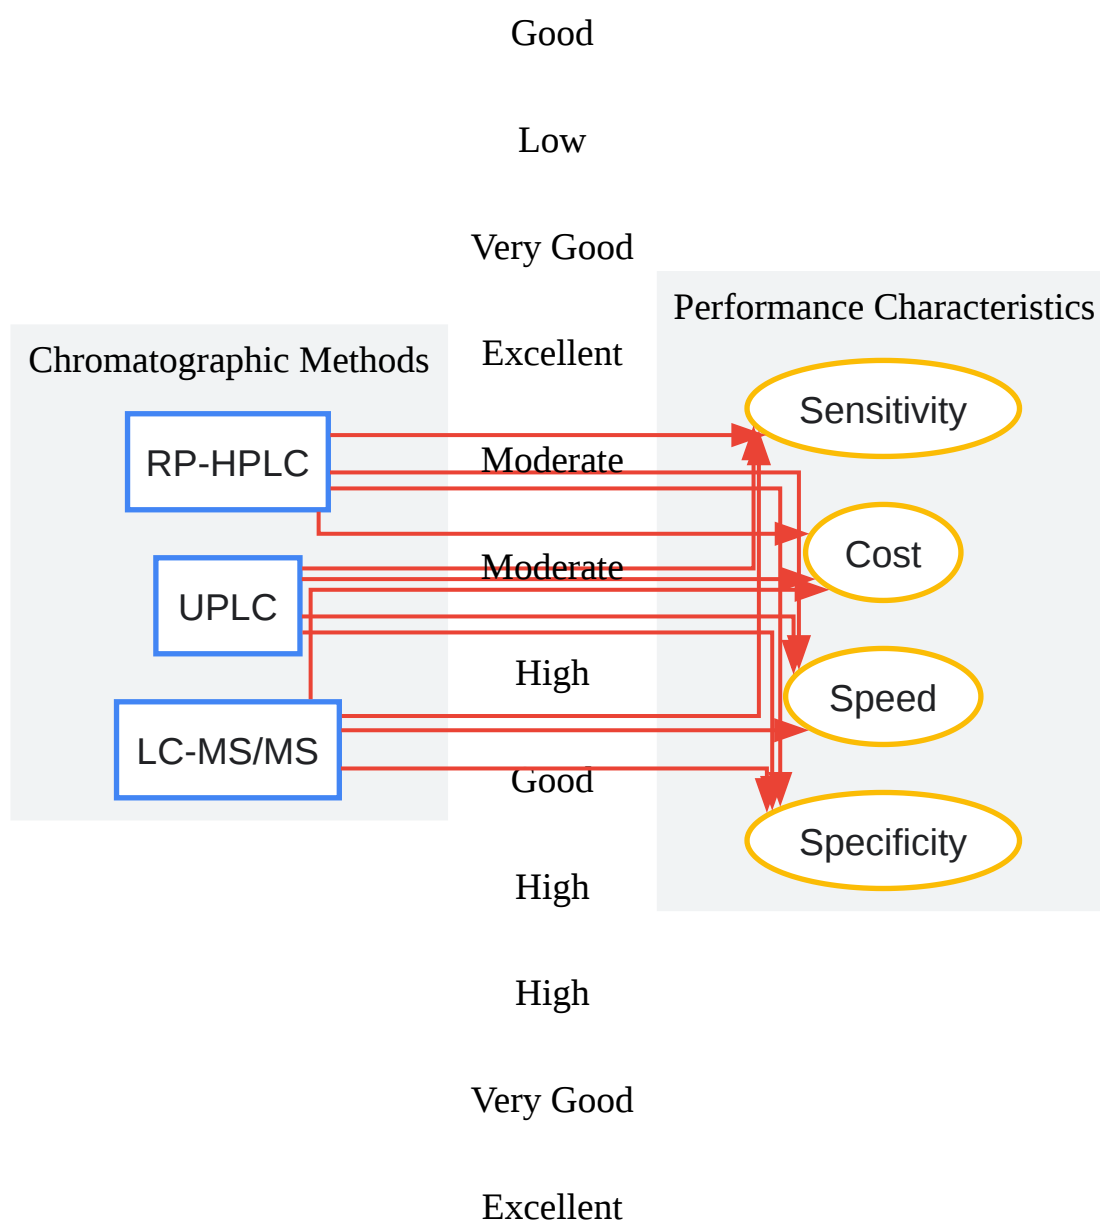 Good
Low
Very Good
Performance Characteristics
Chromatographic Methods
Excellent
Sensitivity
RP-HPLC
Moderate
Cost
Moderate
UPLC
High
Speed
LC-MS/MS
Good
Specificity
High
High
Very Good
Excellent